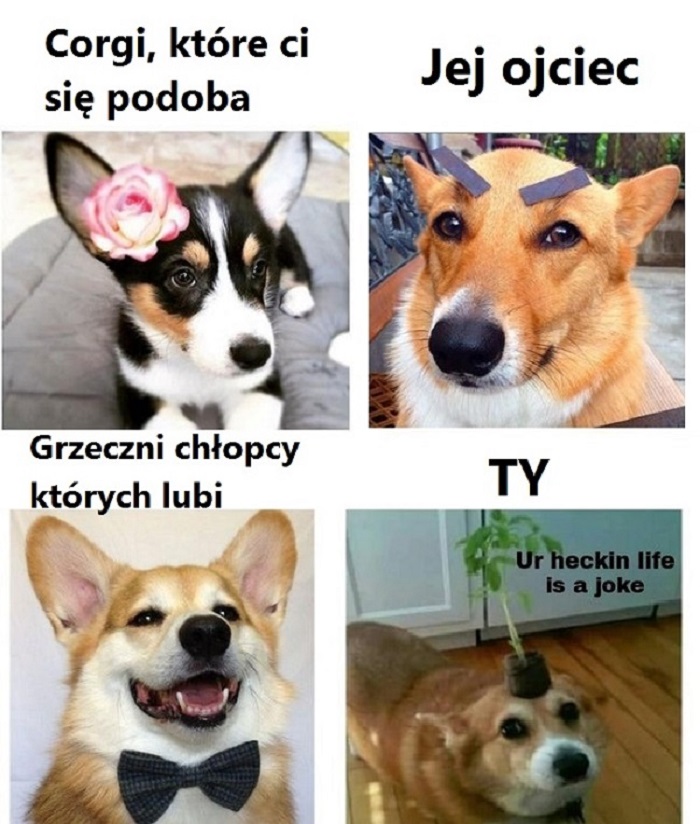 Corgi, które ci
się podoba
Jej ojciec
Grzeczni chłopcy
których lubi
TY
Ur heckin life
is a joke